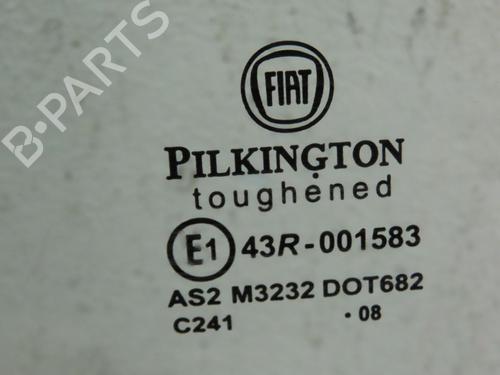 B-PARTS
FIAT
PILKINGTON
toughened
E1 43R-001583
AS2 M3232 DOT682
C241 ·08